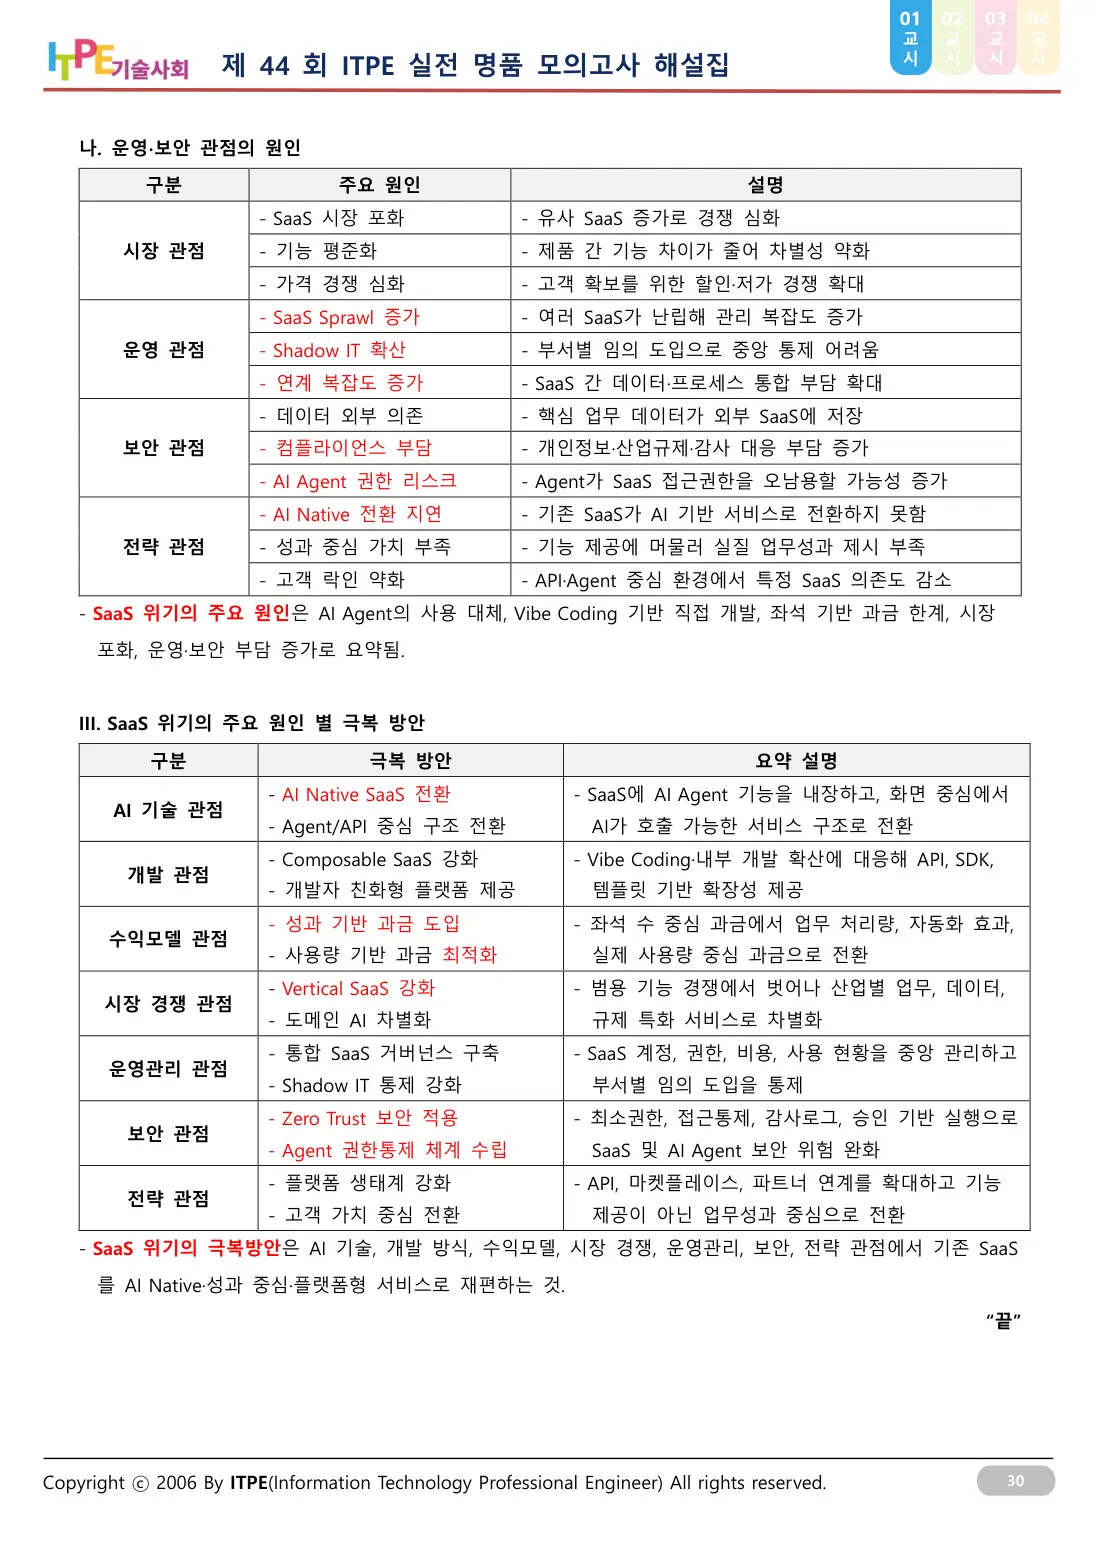 ITPE기술사회 제 44 회 ITPE 실전 명품 모의고사 해설집
01 교시
02 교시
03 교시
04 교시
나. 운영·보안 관점의 원인
구분 주요 원인 설명
시장 관점
- SaaS 시장 포화 - 유사 SaaS 증가로 경쟁 심화
- 기능 평준화 - 제품 간 기능 차이가 줄어 차별성 약화
- 가격 경쟁 심화 - 고객 확보를 위한 할인·저가 경쟁 확대
운영 관점
- SaaS Sprawl 증가 - 여러 SaaS가 난립해 관리 복잡도 증가
- Shadow IT 확산 - 부서별 임의 도입으로 중앙 통제 어려움
- 연계 복잡도 증가 - SaaS 간 데이터·프로세스 통합 부담 확대
보안 관점
- 데이터 외부 의존 - 핵심 업무 데이터가 외부 SaaS에 저장
- 컴플라이언스 부담 - 개인정보·산업규제·감사 대응 부담 증가
- AI Agent 권한 리스크 - Agent가 SaaS 접근권한을 오남용할 가능성 증가
전략 관점
- AI Native 전환 지연 - 기존 SaaS가 AI 기반 서비스로 전환하지 못함
- 성과 중심 가치 부족 - 기능 제공에 머물러 실질 업무성과 제시 부족
- 고객 락인 약화 - API·Agent 중심 환경에서 특정 SaaS 의존도 감소
- SaaS 위기의 주요 원인은 AI Agent의 사용 대체, Vibe Coding 기반 직접 개발, 좌석 기반 과금 한계, 시장
포화, 운영·보안 부담 증가로 요약됨.
III. SaaS 위기의 주요 원인 별 극복 방안
구분 극복 방안 요약 설명
AI 기술 관점
- AI Native SaaS 전환 - SaaS에 AI Agent 기능을 내장하고, 화면 중심에서
- Agent/API 중심 구조 전환 AI가 호출 가능한 서비스 구조로 전환
개발 관점
- Composable SaaS 강화 - Vibe Coding·내부 개발 확산에 대응해 API, SDK,
- 개발자 친화형 플랫폼 제공 템플릿 기반 확장성 제공
수익모델 관점
- 성과 기반 과금 도입 - 좌석 수 중심 과금에서 업무 처리량, 자동화 효과,
- 사용량 기반 과금 최적화 실제 사용량 중심 과금으로 전환
시장 경쟁 관점
- Vertical SaaS 강화 - 범용 기능 경쟁에서 벗어나 산업별 업무, 데이터,
- 도메인 AI 차별화 규제 특화 서비스로 차별화
운영관리 관점
- 통합 SaaS 거버넌스 구축 - SaaS 계정, 권한, 비용, 사용 현황을 중앙 관리하고
- Shadow IT 통제 강화 부서별 임의 도입을 통제
보안 관점
- Zero Trust 보안 적용 - 최소권한, 접근통제, 감사로그, 승인 기반 실행으로
- Agent 권한통제 체계 수립 SaaS 및 AI Agent 보안 위험 완화
전략 관점
- 플랫폼 생태계 강화 - API, 마켓플레이스, 파트너 연계를 확대하고 기능
- 고객 가치 중심 전환 제공이 아닌 업무성과 중심으로 전환
- SaaS 위기의 극복방안은 AI 기술, 개발 방식, 수익모델, 시장 경쟁, 운영관리, 보안, 전략 관점에서 기존 SaaS
를 AI Native·성과 중심·플랫폼형 서비스로 재편하는 것.
“끝”
Copyright ⓒ 2006 By ITPE(Information Technology Professional Engineer) All rights reserved. 30